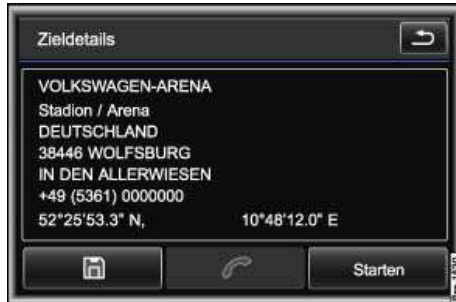 Zieldetails
VOLKSWAGEN-ARENA
Stadion / Arena
DEUTSCHLAND
38446 WOLFSBURG
IN DEN ALLERWIESEN
+49 (5361) 0000000
52°25'53.3" N, 10°48'12.0" E
Starten